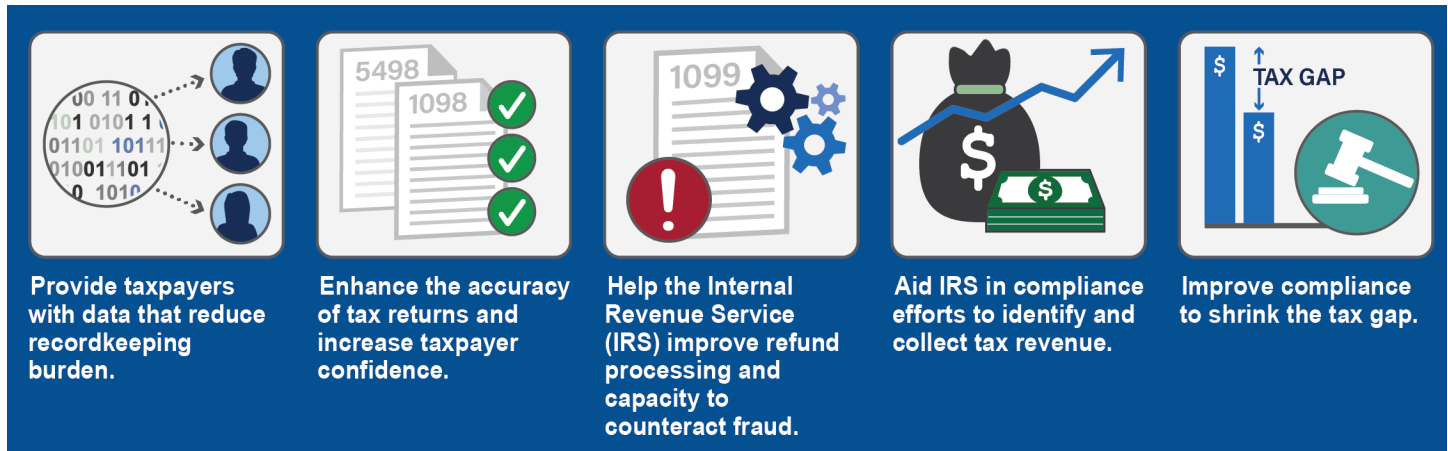 00 11 01
101 0101 1
01101 10111
010011101
0 1010
5498
1098
1099
$
$
$
TAX GAP
$
Provide taxpayers
with data that reduce
recordkeeping
burden.
Enhance the accuracy
of tax returns and
increase taxpayer
confidence.
Help the Internal
Revenue Service
(IRS) improve refund
processing and
capacity to
counteract fraud.
Aid IRS in compliance
efforts to identify and
collect tax revenue.
Improve compliance
to shrink the tax gap.